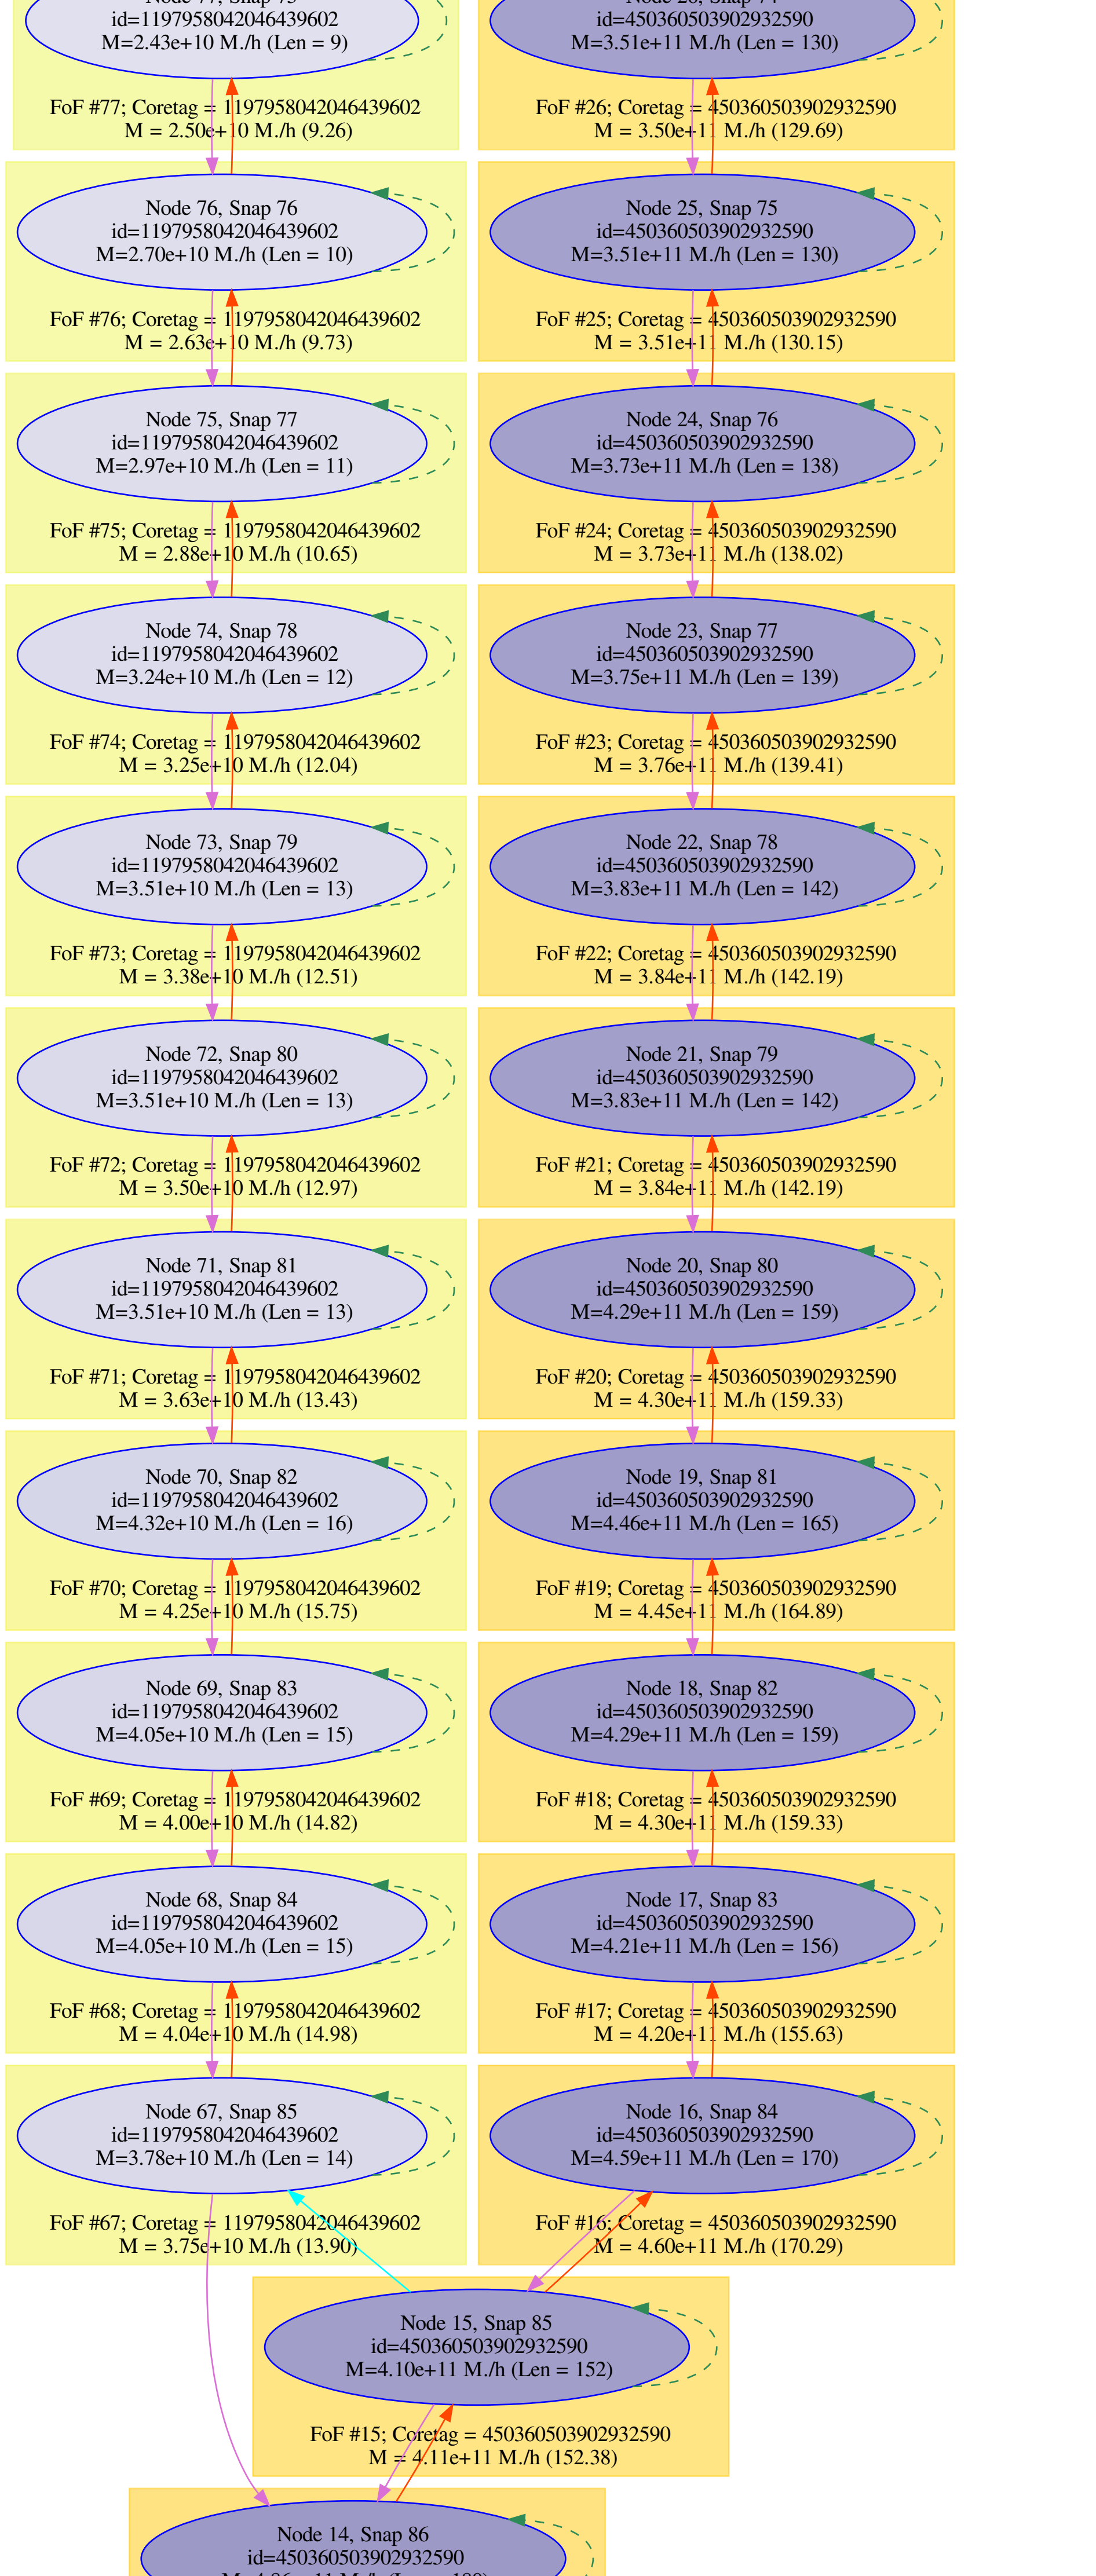 id=1197958042046439602
M=2.43e+10 M./h (Len = 9)
FoF #77; Coretag = 1197958042046439602
M = 2.50e+10 M./h (9.26)
Node 76, Snap 76
id=1197958042046439602
M=2.70e+10 M./h (Len = 10)
FoF #76; Coretag = 1197958042046439602
M = 2.63e+10 M./h (9.73)
Node 75, Snap 77
id=1197958042046439602
M=2.97e+10 M./h (Len = 11)
FoF #75; Coretag = 1197958042046439602
M = 2.88e+10 M./h (10.65)
Node 74, Snap 78
id=1197958042046439602
M=3.24e+10 M./h (Len = 12)
FoF #74; Coretag = 1197958042046439602
M = 3.25e+10 M./h (12.04)
Node 73, Snap 79
id=1197958042046439602
M=3.51e+10 M./h (Len = 13)
FoF #73; Coretag = 1197958042046439602
M = 3.38e+10 M./h (12.51)
Node 72, Snap 80
id=1197958042046439602
M=3.51e+10 M./h (Len = 13)
FoF #72; Coretag = 1197958042046439602
M = 3.50e+10 M./h (12.97)
Node 71, Snap 81
id=1197958042046439602
M=3.51e+10 M./h (Len = 13)
FoF #71; Coretag = 1197958042046439602
M = 3.63e+10 M./h (13.43)
Node 70, Snap 82
id=1197958042046439602
M=4.32e+10 M./h (Len = 16)
FoF #70; Coretag = 1197958042046439602
M = 4.25e+10 M./h (15.75)
Node 69, Snap 83
id=1197958042046439602
M=4.05e+10 M./h (Len = 15)
FoF #69; Coretag = 1197958042046439602
M = 4.00e+10 M./h (14.82)
Node 68, Snap 84
id=1197958042046439602
M=4.05e+10 M./h (Len = 15)
FoF #68; Coretag = 1197958042046439602
M = 4.04e+10 M./h (14.98)
Node 67, Snap 85
id=1197958042046439602
M=3.78e+10 M./h (Len = 14)
FoF #67; Coretag = 1197958042046439602
M = 3.75e+10 M./h (13.90)
id=450360503902932590
M=3.51e+11 M./h (Len = 130)
FoF #26; Coretag = 450360503902932590
M = 3.50e+11 M./h (129.69)
Node 25, Snap 75
id=450360503902932590
M=3.51e+11 M./h (Len = 130)
FoF #25; Coretag = 450360503902932590
M = 3.51e+11 M./h (130.15)
Node 24, Snap 76
id=450360503902932590
M=3.73e+11 M./h (Len = 138)
FoF #24; Coretag = 450360503902932590
M = 3.73e+11 M./h (138.02)
Node 23, Snap 77
id=450360503902932590
M=3.75e+11 M./h (Len = 139)
FoF #23; Coretag = 450360503902932590
M = 3.76e+11 M./h (139.41)
Node 22, Snap 78
id=450360503902932590
M=3.83e+11 M./h (Len = 142)
FoF #22; Coretag = 450360503902932590
M = 3.84e+11 M./h (142.19)
Node 21, Snap 79
id=450360503902932590
M=3.83e+11 M./h (Len = 142)
FoF #21; Coretag = 450360503902932590
M = 3.84e+11 M./h (142.19)
Node 20, Snap 80
id=450360503902932590
M=4.29e+11 M./h (Len = 159)
FoF #20; Coretag = 450360503902932590
M = 4.30e+11 M./h (159.33)
Node 19, Snap 81
id=450360503902932590
M=4.46e+11 M./h (Len = 165)
FoF #19; Coretag = 450360503902932590
M = 4.45e+11 M./h (164.89)
Node 18, Snap 82
id=450360503902932590
M=4.29e+11 M./h (Len = 159)
FoF #18; Coretag = 450360503902932590
M = 4.30e+11 M./h (159.33)
Node 17, Snap 83
id=450360503902932590
M=4.21e+11 M./h (Len = 156)
FoF #17; Coretag = 450360503902932590
M = 4.20e+11 M./h (155.63)
Node 16, Snap 84
id=450360503902932590
M=4.59e+11 M./h (Len = 170)
FoF #16; Coretag = 450360503902932590
M = 4.60e+11 M./h (170.29)
Node 15, Snap 85
id=450360503902932590
M=4.10e+11 M./h (Len = 152)
FoF #15; Coretag = 450360503902932590
M = 4.11e+11 M./h (152.38)
Node 14, Snap 86
id=450360503902932590